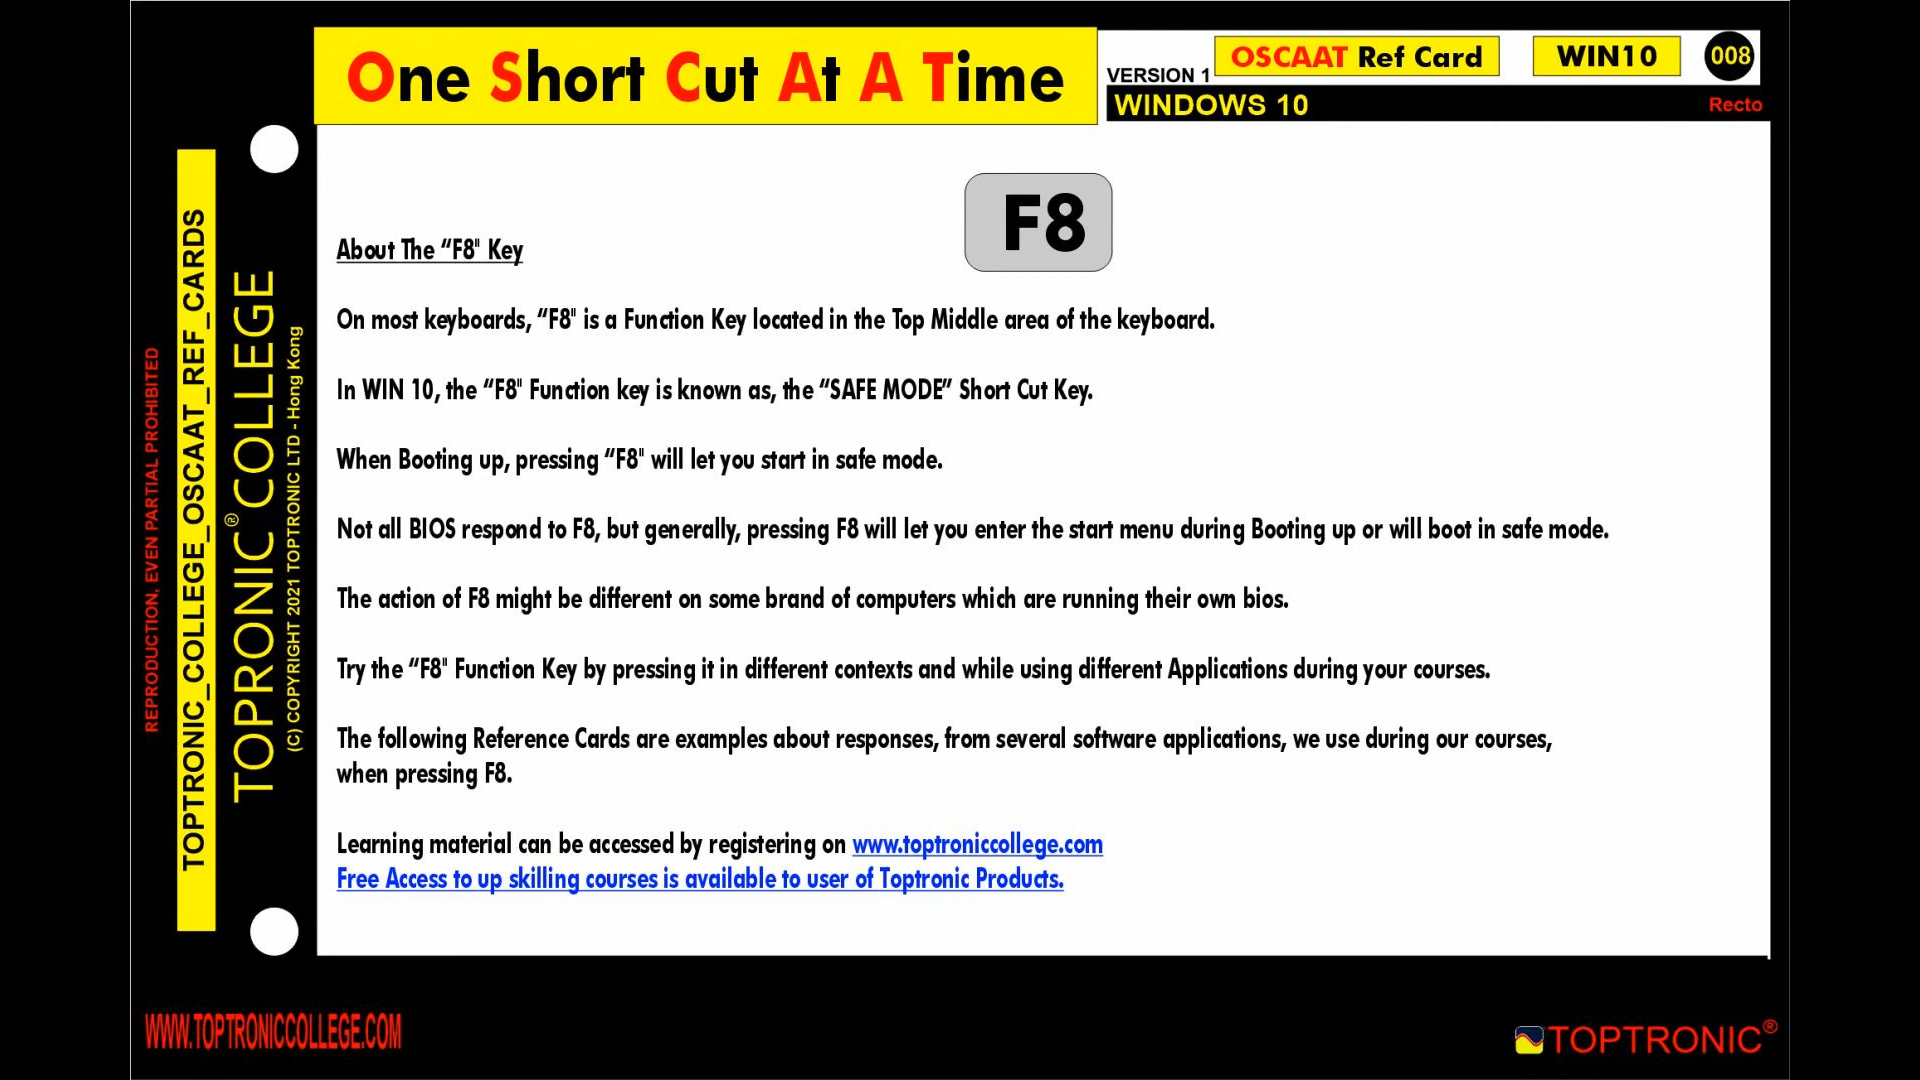 One Short Cut At A Time
VERSION 1
OSCAAT Ref Card
WIN10
008
WINDOWS 10
Recto
F8
About The “F8" Key
On most keyboards, “F8" is a Function Key located in the Top Middle area of the keyboard.
In WIN 10, the “F8" Function key is known as, the “SAFE MODE” Short Cut Key.
When Booting up, pressing “F8" will let you start in safe mode.
Not all BIOS respond to F8, but generally, pressing F8 will let you enter the start menu during Booting up or will boot in safe mode.
The action of F8 might be different on some brand of computers which are running their own bios.
Try the “F8" Function Key by pressing it in different contexts and while using different Applications during your courses.
The following Reference Cards are examples about responses, from several software applications, we use during our courses,
when pressing F8.
Learning material can be accessed by registering on www.toptroniccollege.com
Free Access to up skilling courses is available to user of Toptronic Products.
REPRODUCTION, EVEN PARTIAL PROHIBITED
TOPTRONIC_COLLEGE_OSCAAT_REF_CARDS
TOPRONIC® COLLEGE
(C) COPYRIGHT 2021 TOPTRONIC LTD - Hong Kong
WWW.TOPTRONICCOLLEGE.COM
TOPTRONIC®